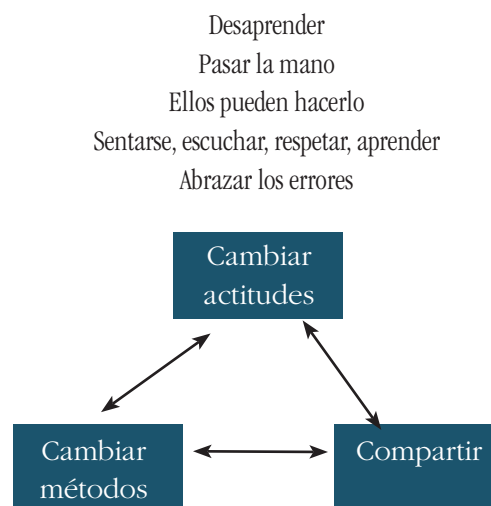 Desaprender
Pasar la mano
Ellos pueden hacerlo
Sentarse, escuchar, respetar, aprender
Abrazar los errores
Cambiar
actitudes
Cambiar
métodos
Compartir